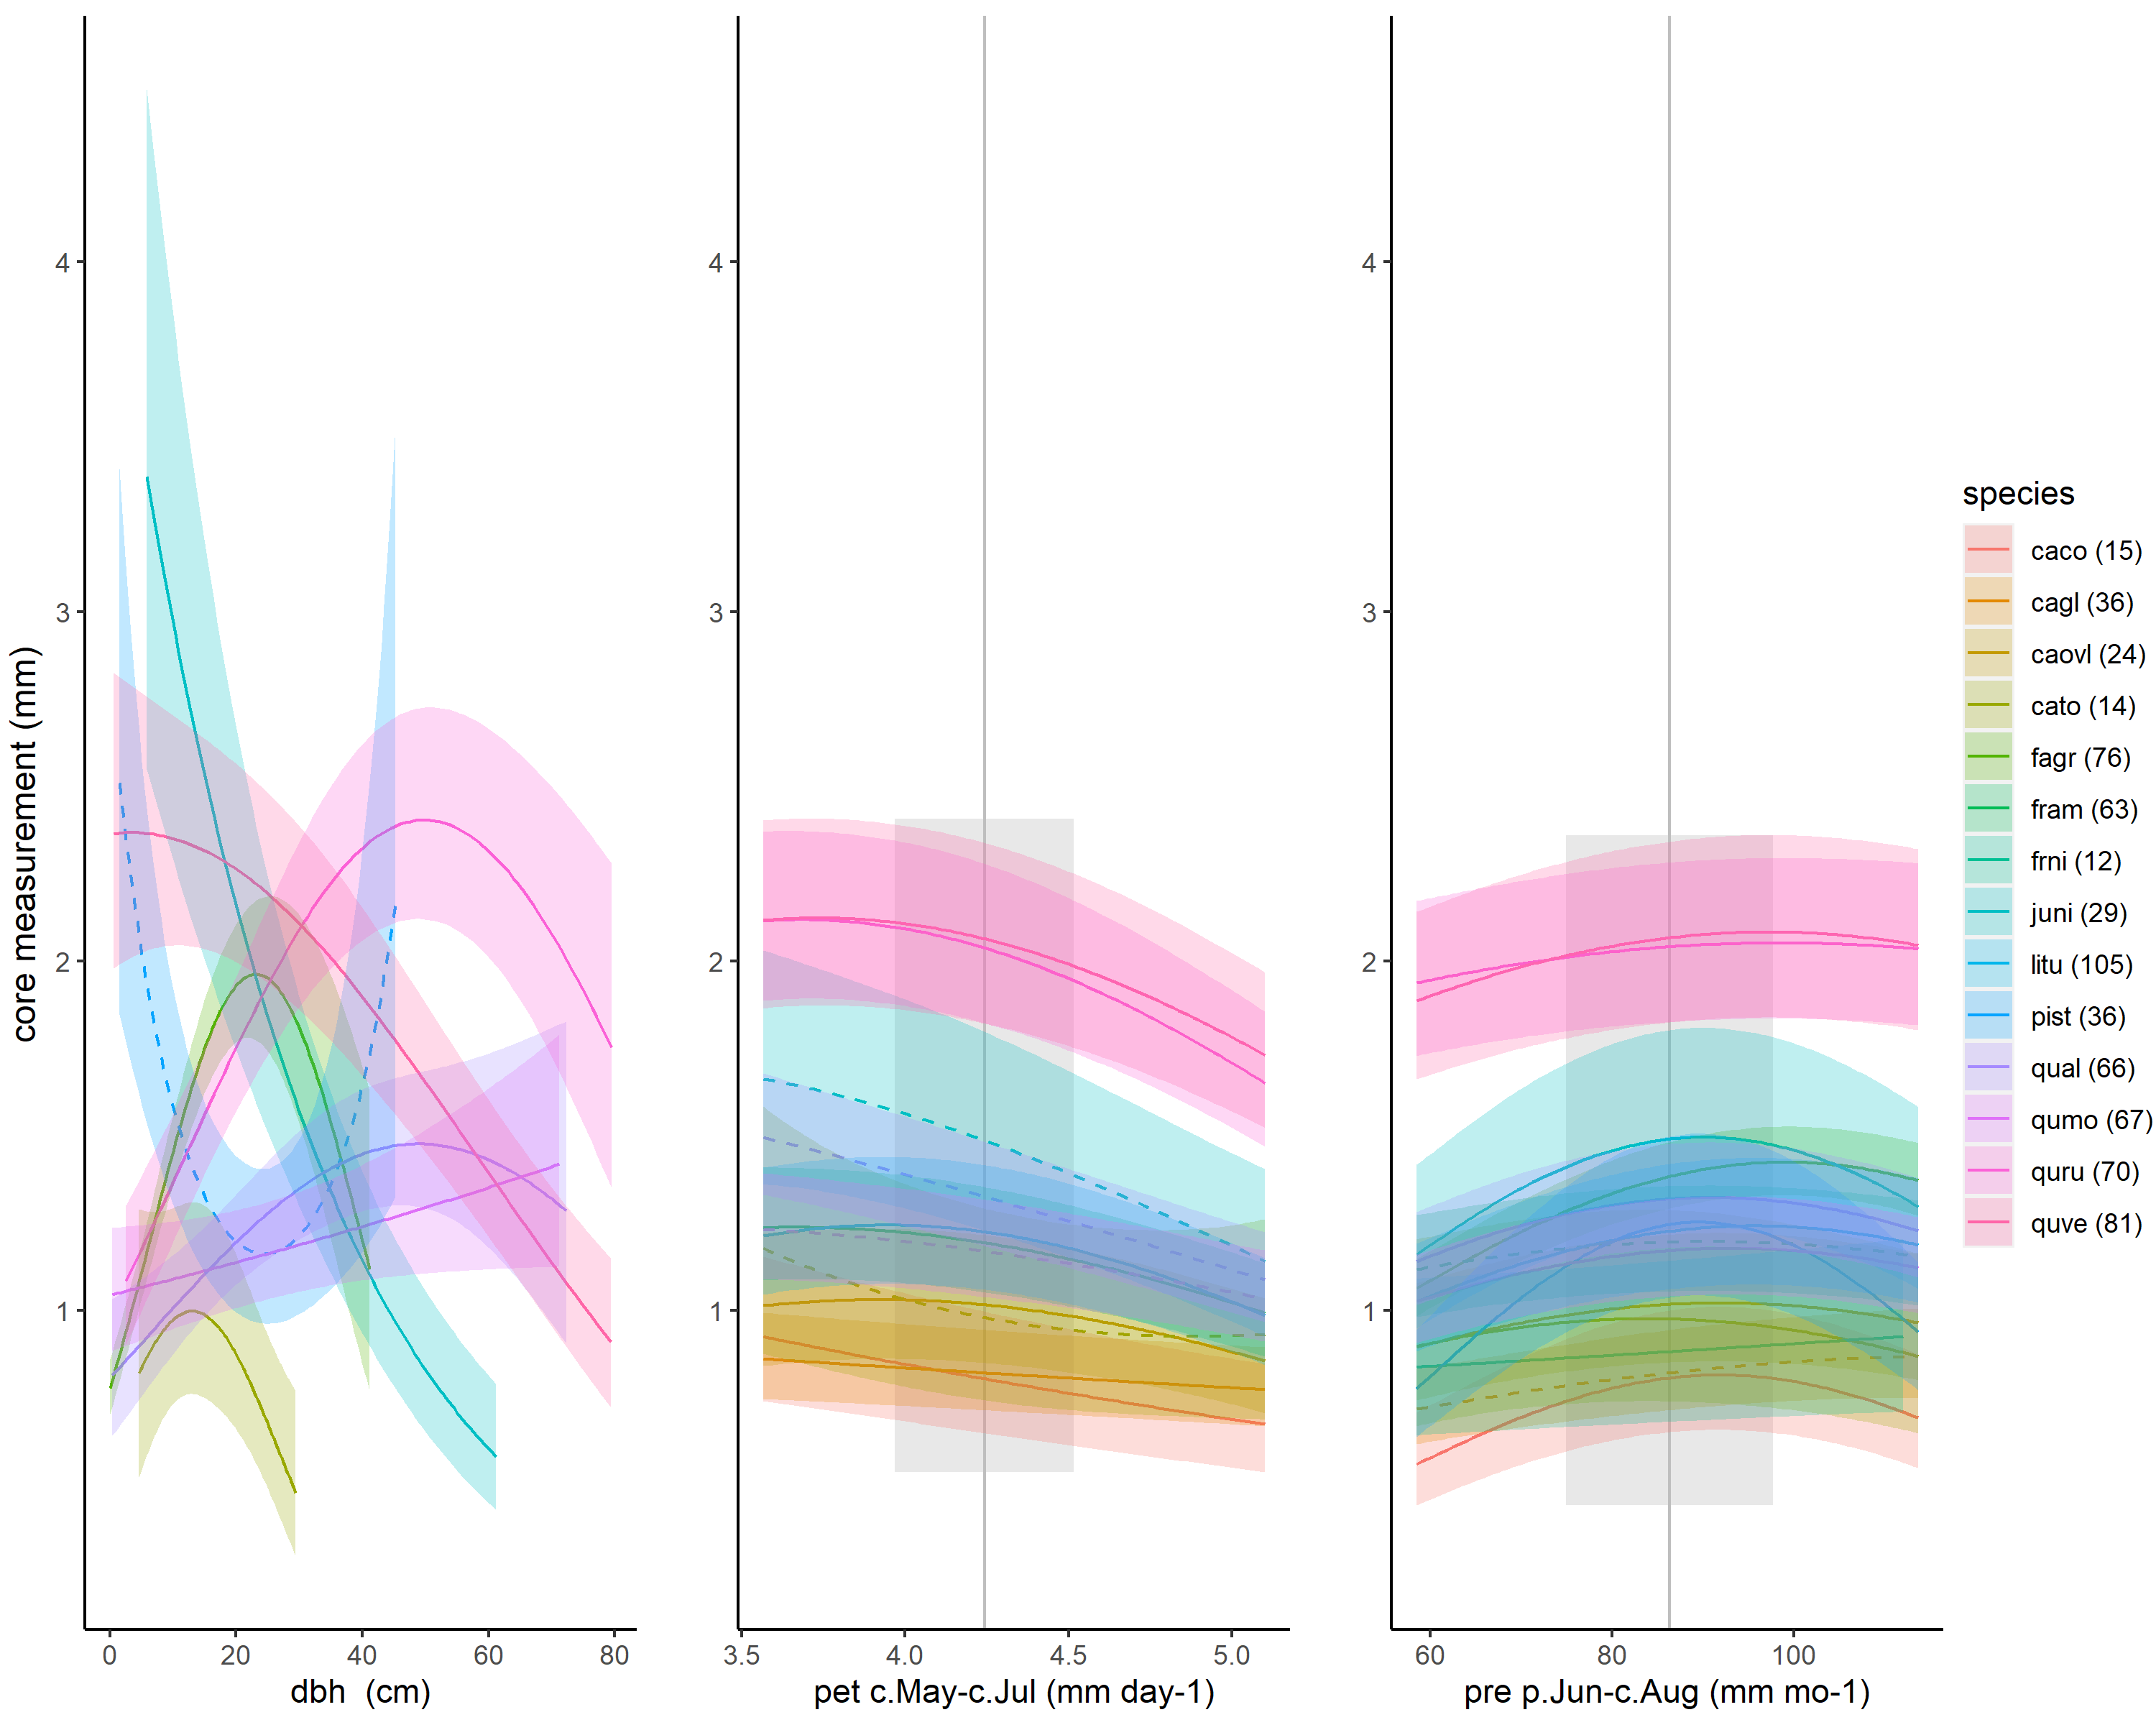 core measurement (mm)
4
3
2
1
0 20 40 60 80
dbh  (cm)
4
3
2
1
3.5 4.0 4.5 5.0
pet c.May-c.Jul (mm day-1)
4
3
2
1
60 80 100
pre p.Jun-c.Aug (mm mo-1)
species
caco (15)
cagl (36)
caovl (24)
cato (14)
fagr (76)
fram (63)
frni (12)
juni (29)
litu (105)
pist (36)
qual (66)
qumo (67)
quru (70)
quve (81)